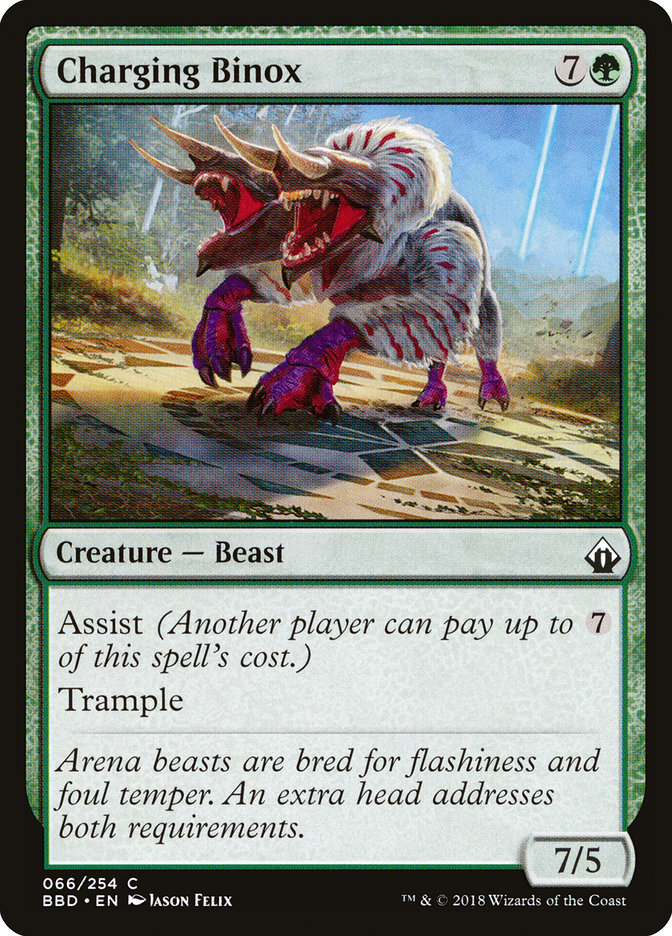 Charging Binox 7
Creature — Beast
Assist (Another player can pay up to 7
of this spell's cost.)
Trample
Arena beasts are bred for flashiness and
foul temper. An extra head addresses
both requirements.
7/5
066/254 C
BBD • EN Jason Felix
™ & © 2018 Wizards of the Coast